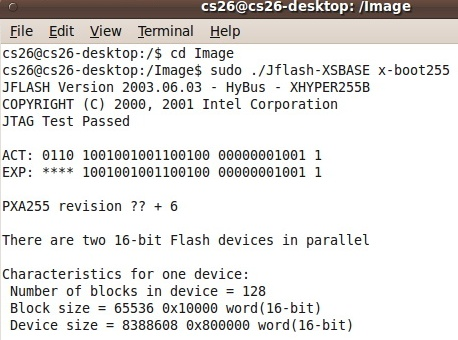 cs26@cs26-desktop: /Image
File Edit View Terminal Help
cs26@cs26-desktop:/$ cd Image
cs26@cs26-desktop:/Image$ sudo ./Jflash-XSBASE x-boot255
JFLASH Version 2003.06.03 - HyBus - XHYPER255B
COPYRIGHT (C) 2000, 2001 Intel Corporation
JTAG Test Passed
ACT: 0110 1001001001100100 00000001001 1
EXP: **** 1001001001100100 00000001001 1
PXA255 revision ?? + 6
There are two 16-bit Flash devices in parallel
Characteristics for one device:
Number of blocks in device = 128
Block size = 65536 0x10000 word(16-bit)
Device size = 8388608 0x800000 word(16-bit)